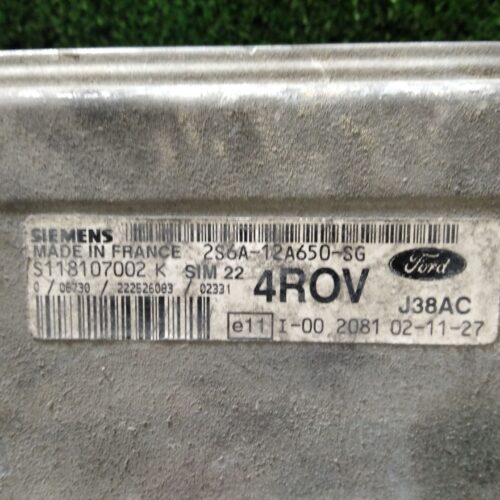 SIEMENS
MADE IN FRANCE 2S6A-12A650-SG
S118107002 K SIM 22
4ROV
Ford
J38AC
0 / 06730 / 222626083 / 02331
e11 I-00 2081 02-11-27